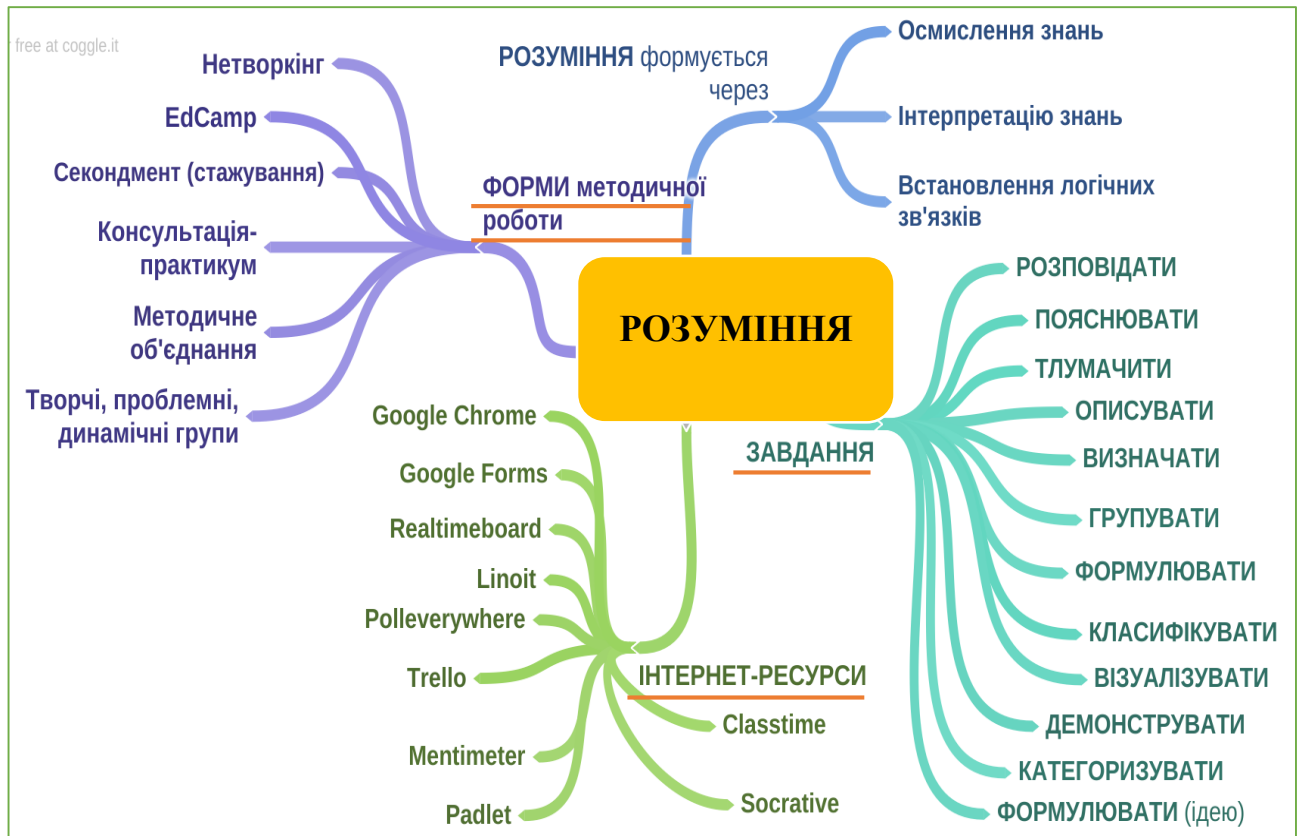 free at coggle.it
Нетворкінг
EdCamp
Секондмент (стажування)
Консультація-
практикум
Методичне
об'єднання
Творчі, проблемні,
динамічні групи
ФОРМИ методичної
роботи
РОЗУМІННЯ формується
через
Осмислення знань
Інтерпретацію знань
Встановлення логічних
зв'язків
РОЗУМІННЯ
ЗАВДАННЯ
РОЗПОВІДАТИ
ПОЯСНЮВАТИ
ТЛУМАЧИТИ
ОПИСУВАТИ
ВИЗНАЧАТИ
ГРУПУВАТИ
ФОРМУЛЮВАТИ
КЛАСИФІКУВАТИ
ВІЗУАЛІЗУВАТИ
ДЕМОНСТРУВАТИ
КАТЕГОРИЗУВАТИ
ФОРМУЛЮВАТИ (ідею)
Google Chrome
Google Forms
Realtimeboard
Linoit
Polleverywhere
Trello
Mentimeter
Padlet
ІНТЕРНЕТ-РЕСУРСИ
Classtime
Socrative